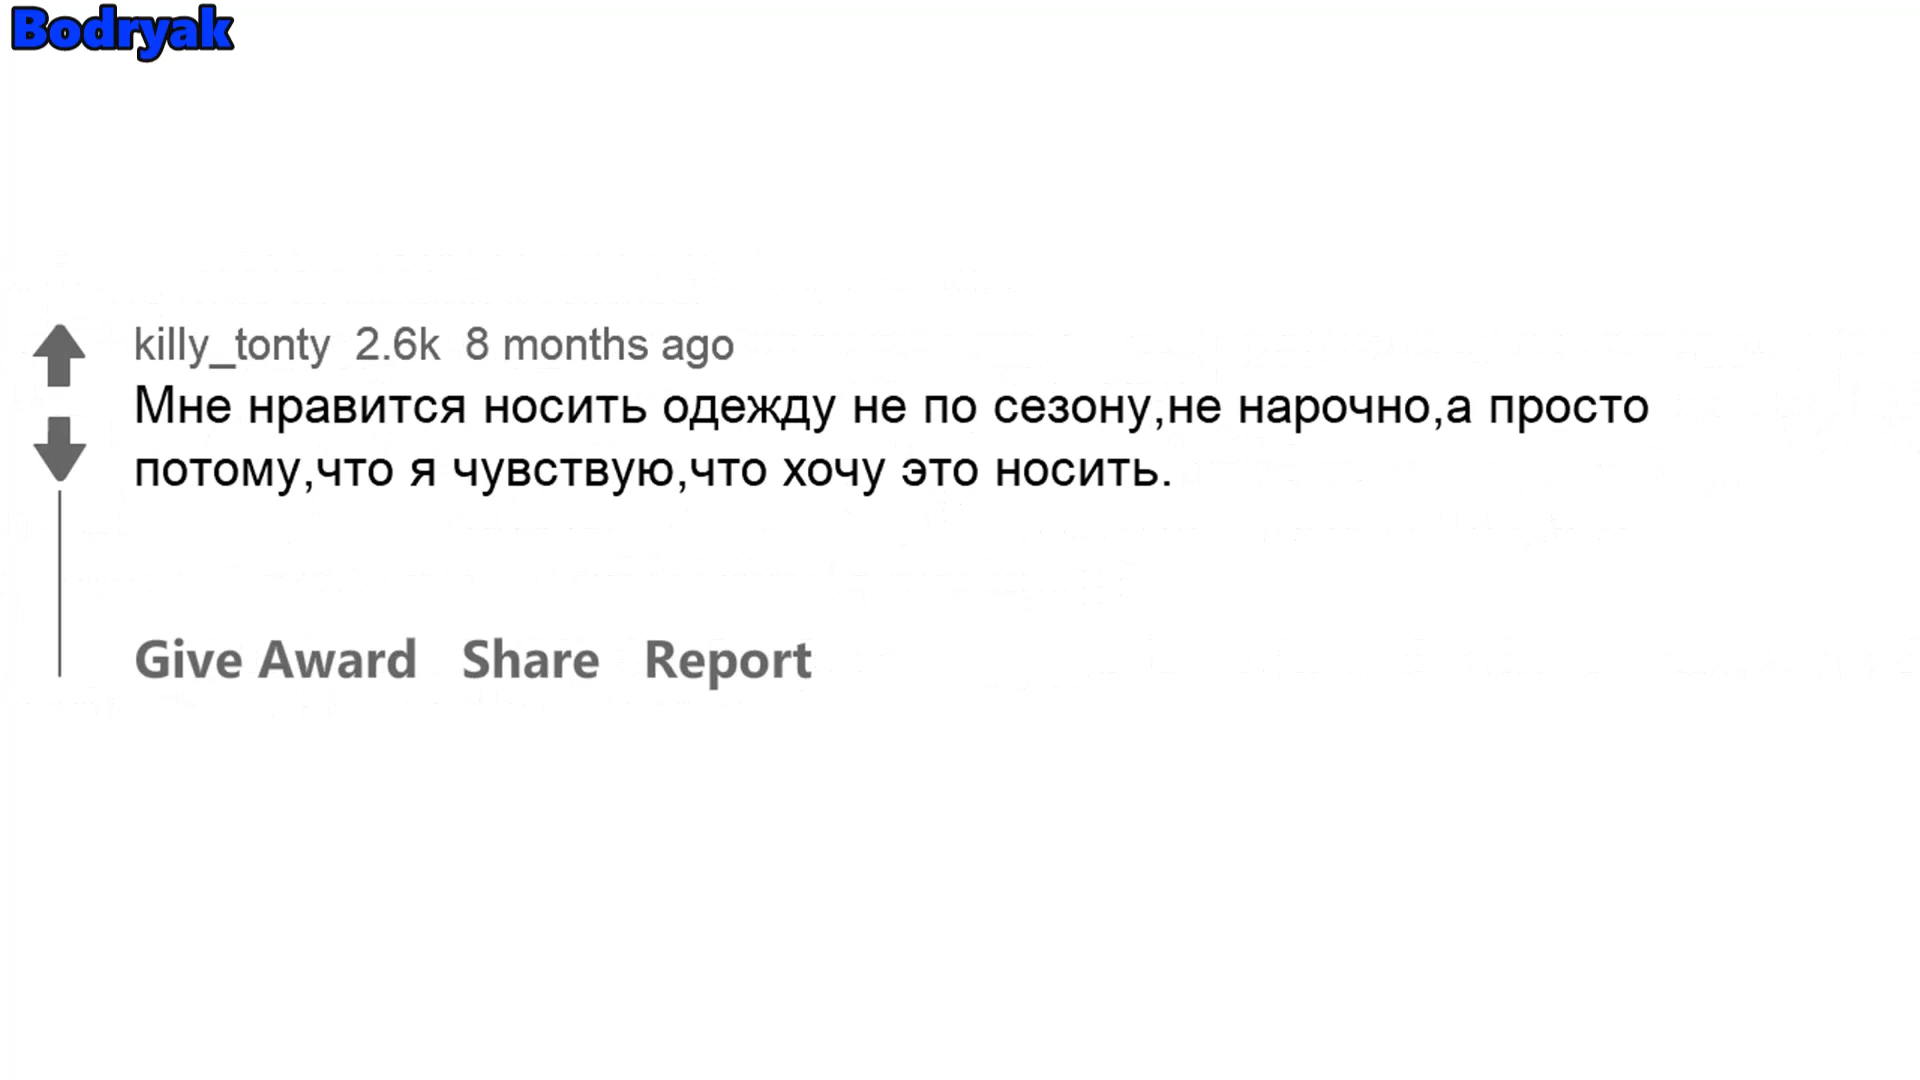 Bodryak
killy_tonty 2.6k 8 months ago
Мне нравится носить одежду не по сезону,не нарочно,а просто
потому,что я чувствую,что хочу это носить.
Give Award Share Report